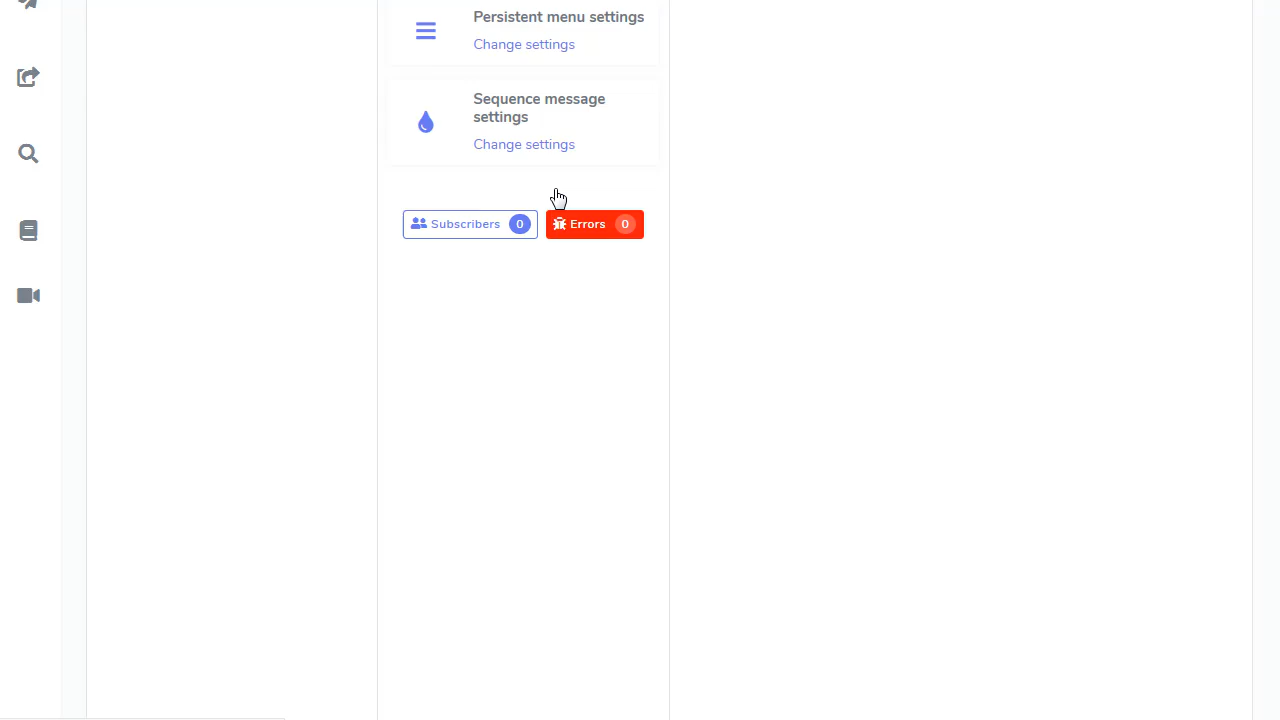 Persistent menu settings
Change settings
Sequence message
settings
Change settings
Subscribers 0
Errors 0